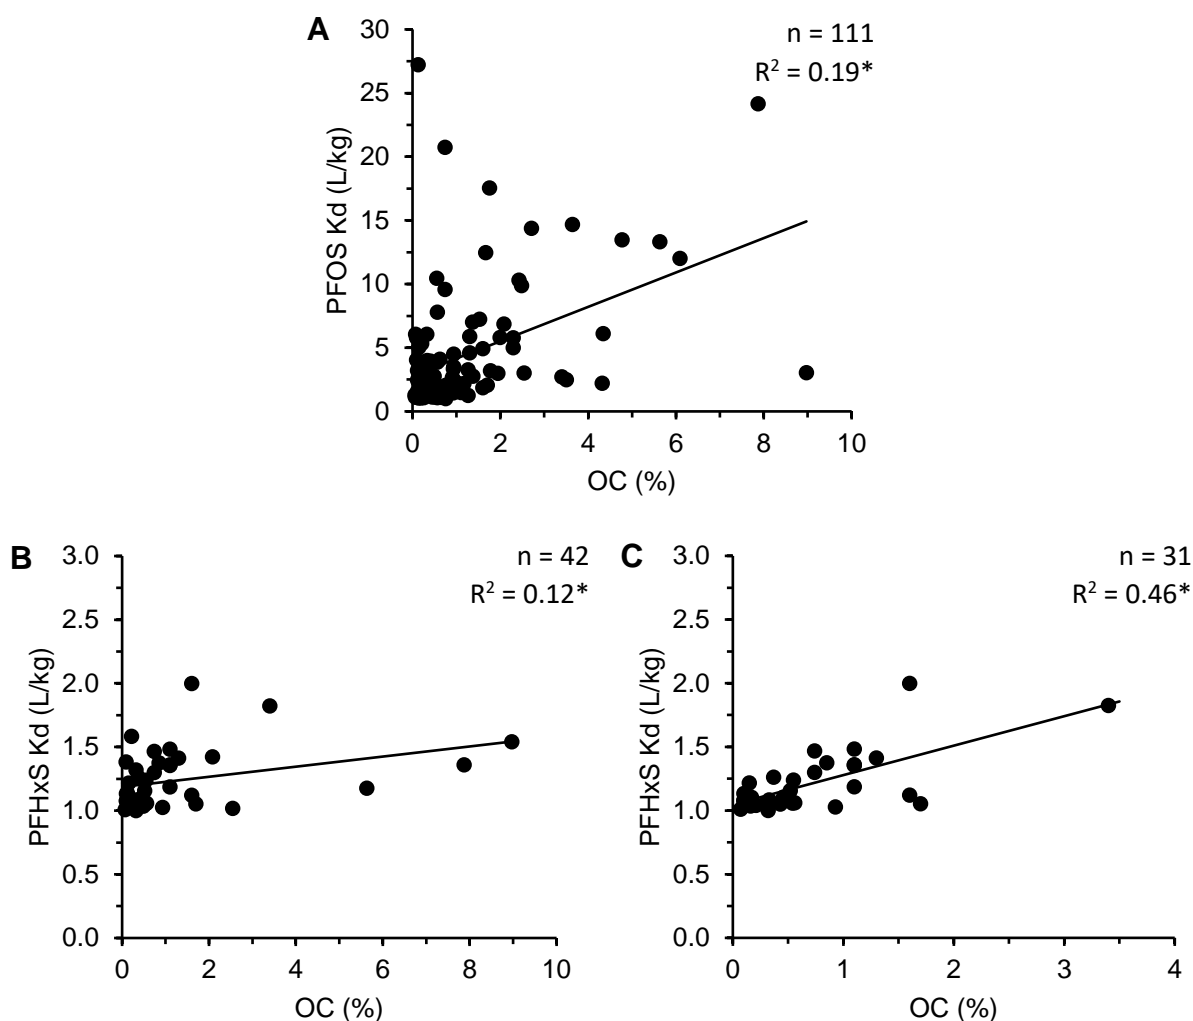 A
n = 111
R² = 0.19*
PFOS Kd (L/kg)
30
25
20
15
10
5
0
0 2 4 6 8 10
OC (%)
B
n = 42
R² = 0.12*
PFHxS Kd (L/kg)
3.0
2.5
2.0
1.5
1.0
0.5
0.0
0 2 4 6 8 10
OC (%)
C
n = 31
R² = 0.46*
PFHxS Kd (L/kg)
3.0
2.5
2.0
1.5
1.0
0.5
0.0
0 1 2 3 4
OC (%)